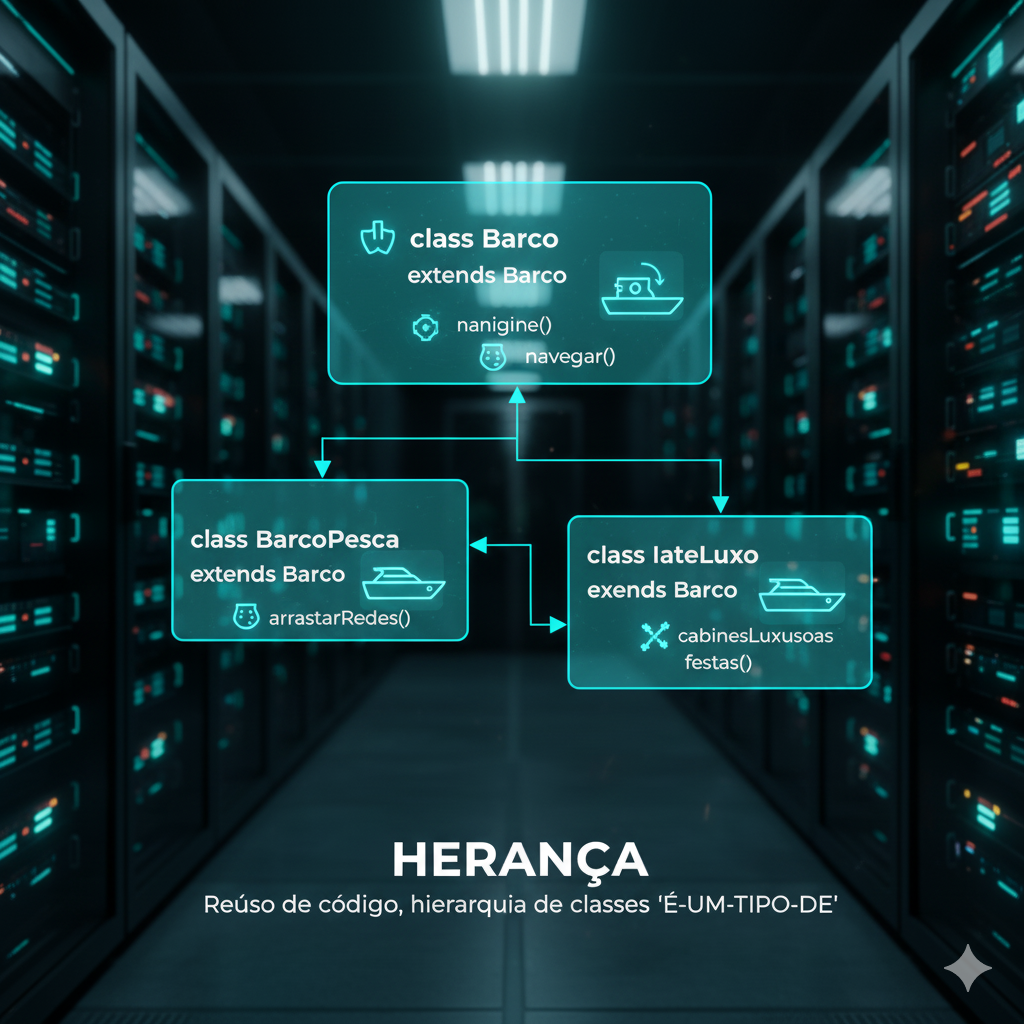 class Barco
extends Barco
nanigine()
navegar()
class BarcoPesca
extends Barco
arrastarRedes()
class IateLuxo
exends Barco
cabinesLuxusoas
festas()
HERANÇA
Reúso de código, hierarquia de classes 'É-UM-TIPO-DE'